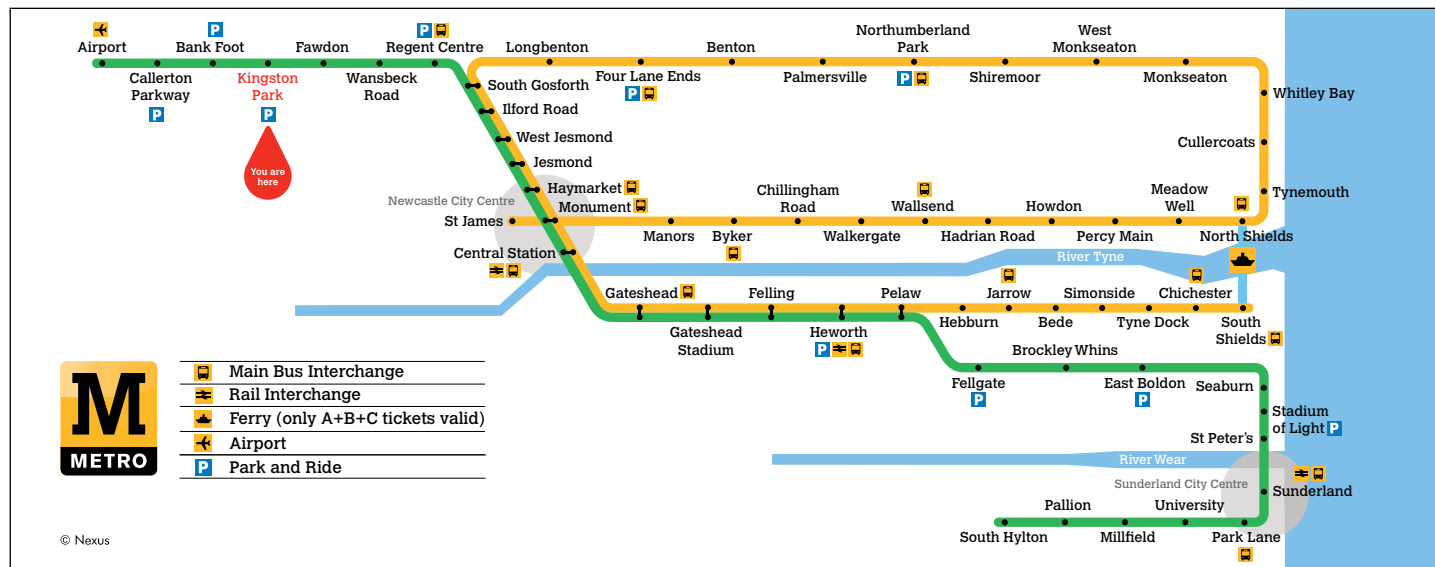 Airport
Callerton
Parkway
P
P
Bank Foot
Kingston
Park
P
You are
here
Fawdon
Wansbeck
Road
P
Regent Centre
Longbenton
Four Lane Ends
P
Benton
Palmersville
Northumberland
Park
P
Shiremoor
West
Monkseaton
Monkseaton
Whitley Bay
Cullercoats
Tynemouth
South Gosforth
Ilford Road
West Jesmond
Jesmond
Haymarket
Newcastle City Centre
Monument
St James
Central Station
Manors
Byker
Chillingham
Road
Walkergate
Wallsend
Hadrian Road
Howdon
Percy Main
Meadow
Well
North Shields
River Tyne
Gateshead
Gateshead
Stadium
Felling
Heworth
P
Pelaw
Hebburn
Jarrow
Bede
Simonside
Tyne Dock
Chichester
South
Shields
Fellgate
P
Brockley Whins
East Boldon
P
Seaburn
Stadium
of Light P
St Peter's
River Wear
Sunderland City Centre
Sunderland
South Hylton
Pallion
Millfield
University
Park Lane
M
METRO
Main Bus Interchange
Rail Interchange
Ferry (only A+B+C tickets valid)
Airport
P Park and Ride
© Nexus